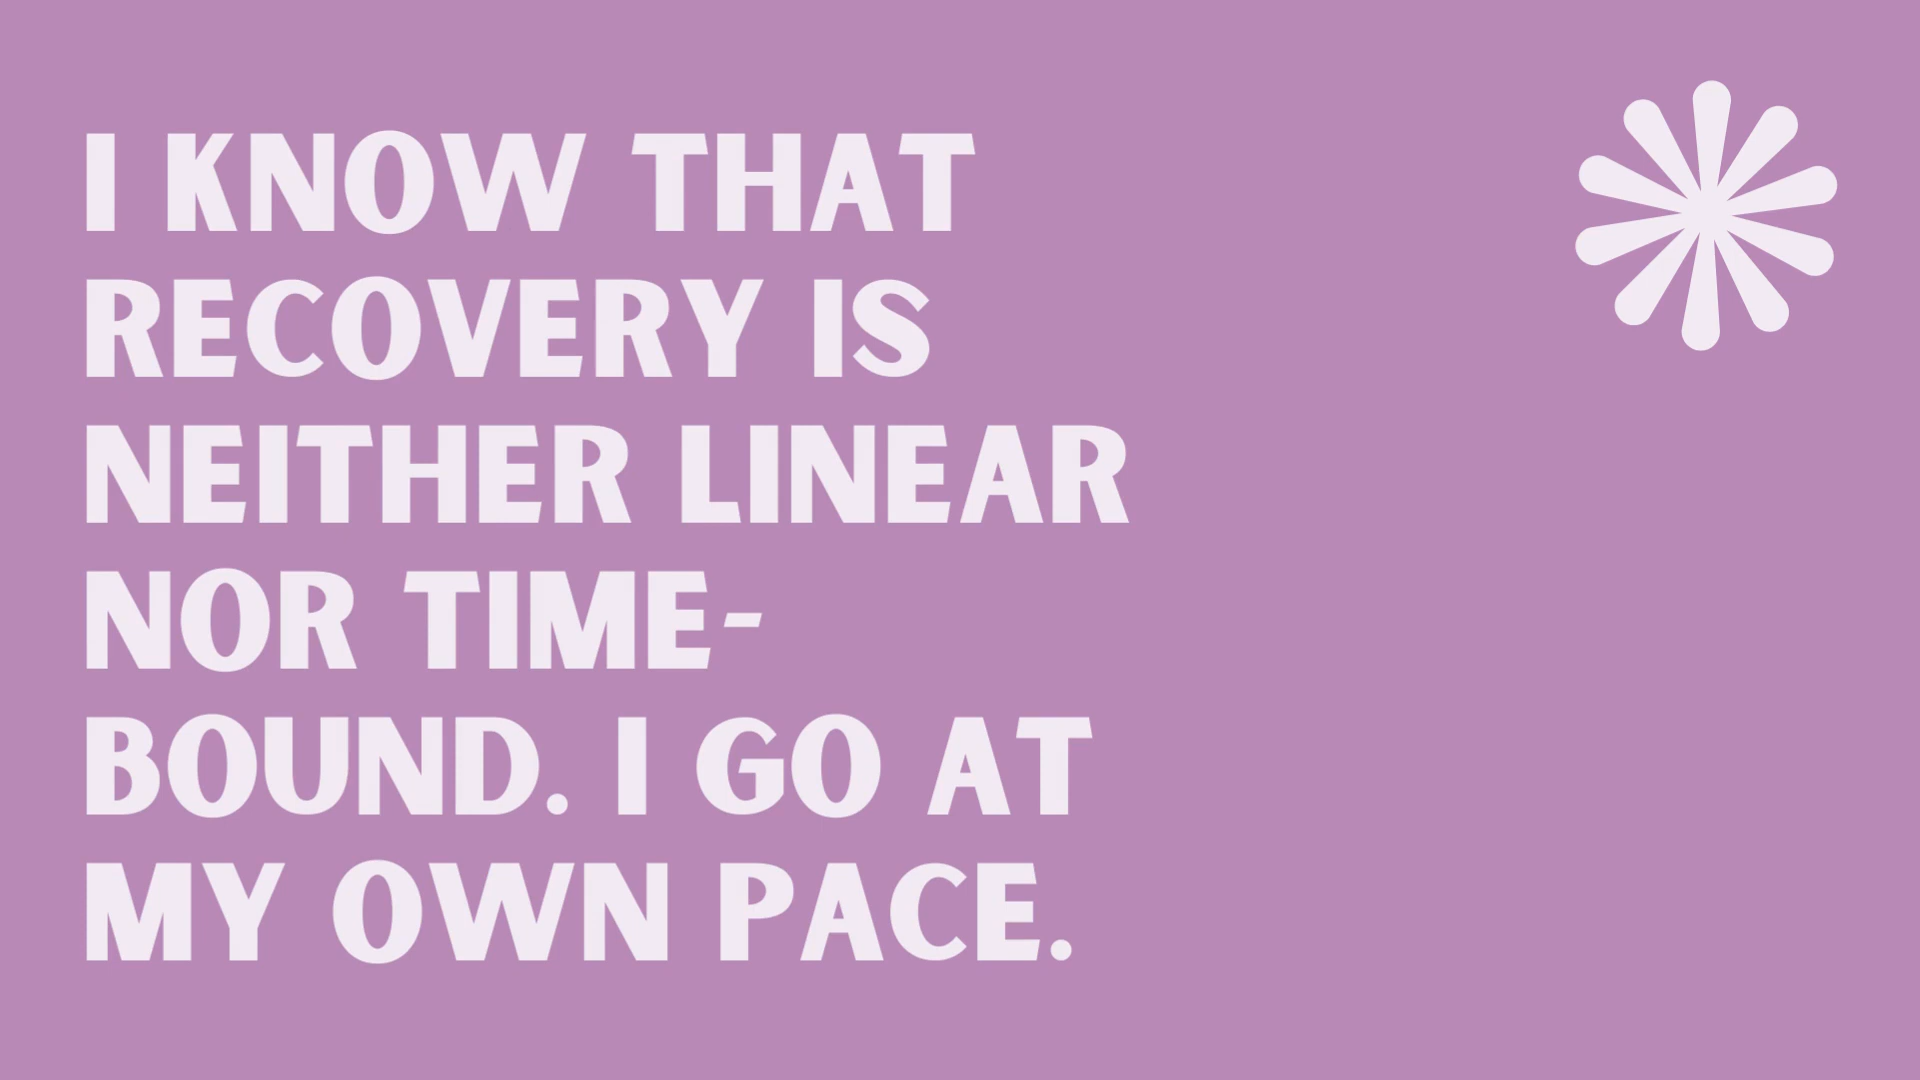 I KNOW THAT
RECOVERY IS
NEITHER LINEAR
NOR TIME-
BOUND. I GO AT
MY OWN PACE.